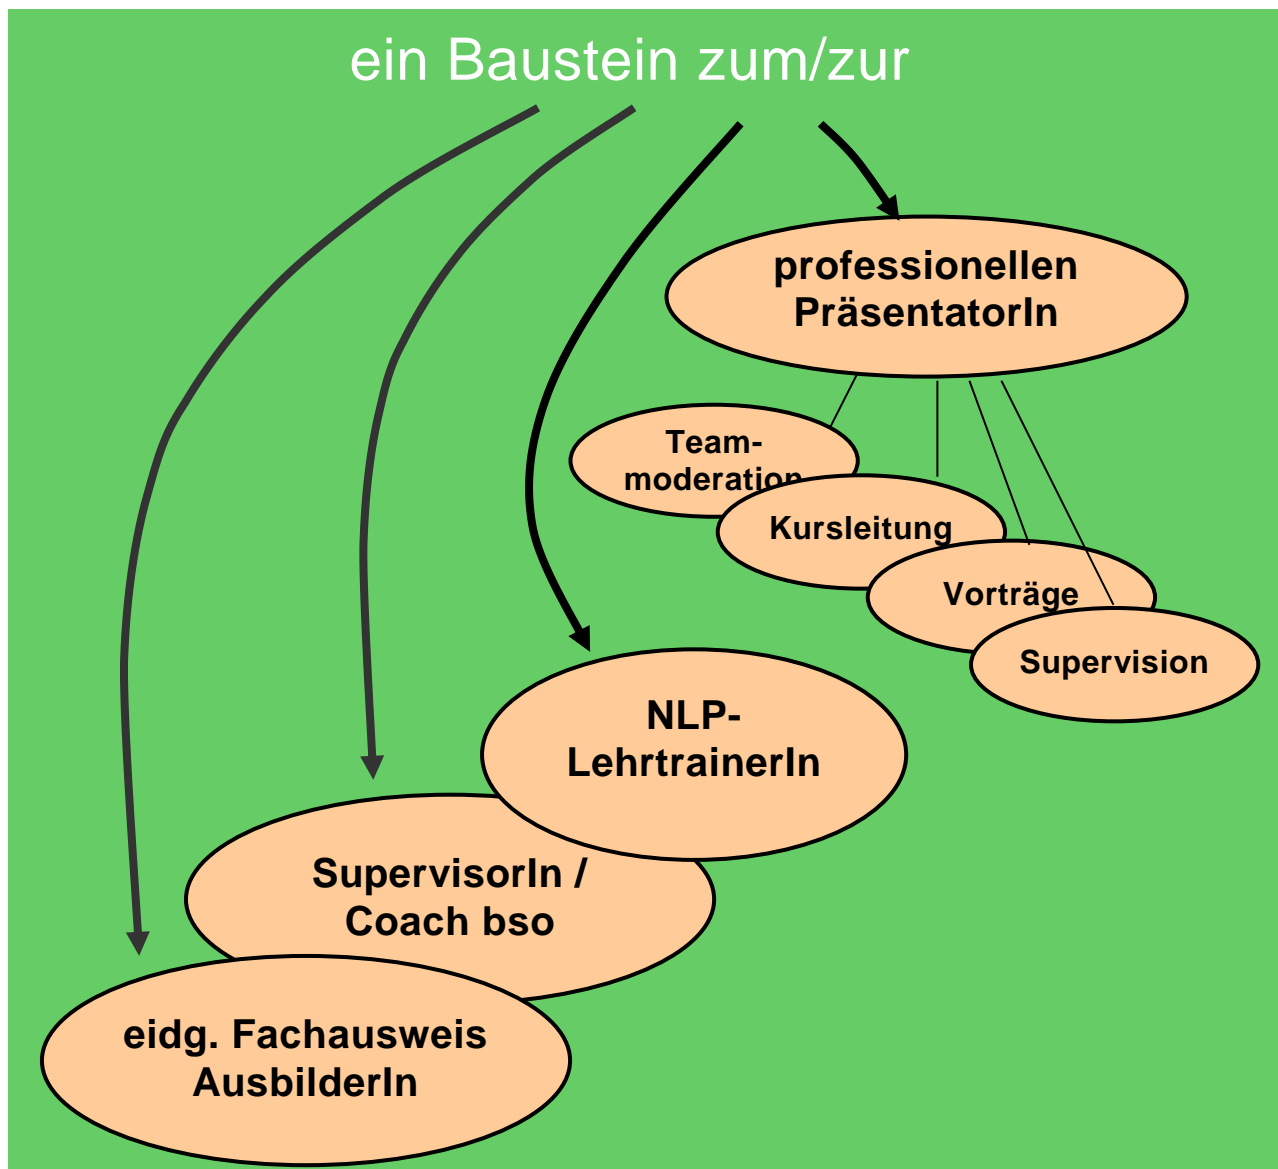 ein Baustein zum/zur
professionellen
PräsentatorIn
Team-
moderation
Kursleitung
Vorträge
Supervision
NLP-
LehrtrainerIn
SupervisorIn /
Coach bso
eidg. Fachausweis
AusbilderIn